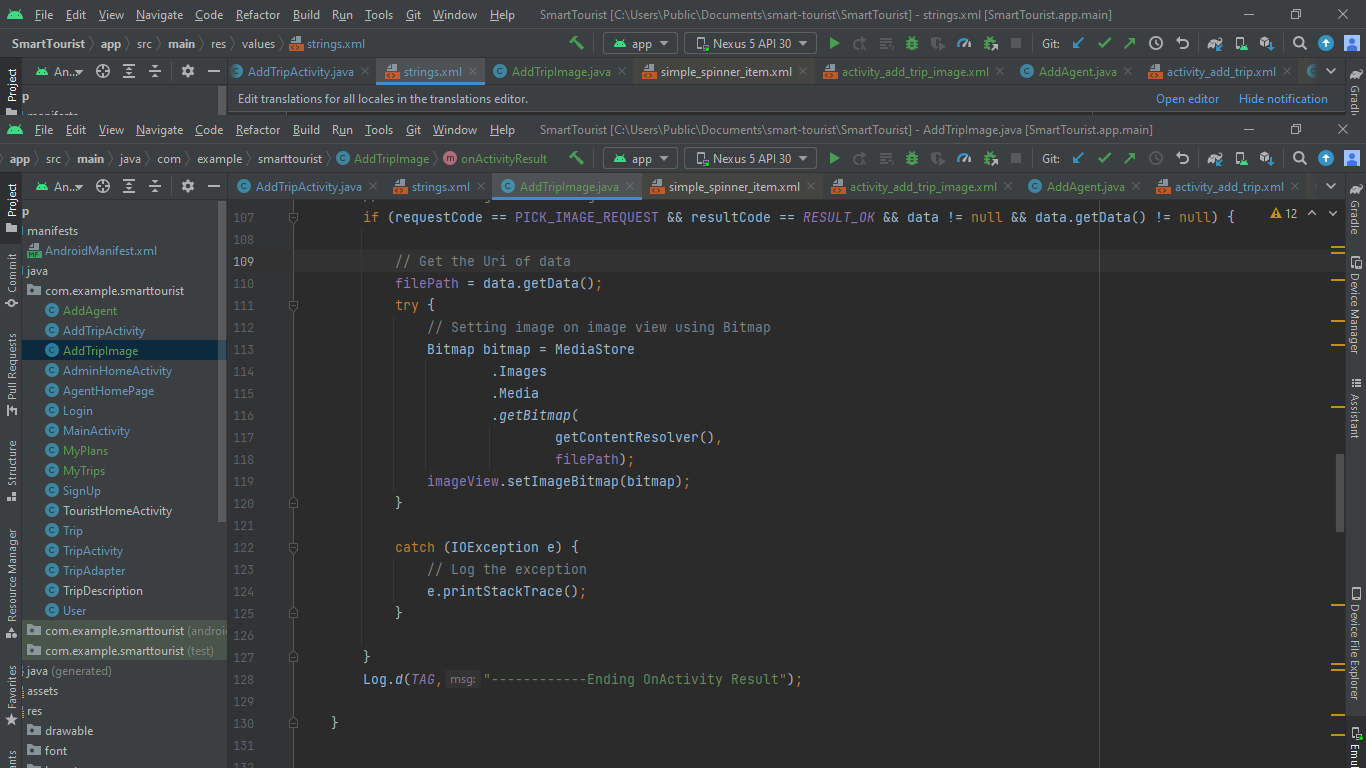 File Edit View Navigate Code Refactor Build Run Tools Git Window Help SmartTourist [C:\Users\Public\Documents\smart-tourist\SmartTourist] - strings.xml [SmartTourist.app.main]
SmartTourist app src main res values strings.xml app Nexus 5 API 30 Git:
Project An... AddTripActivity.java strings.xml AddTripImage.java simple_spinner_item.xml activity_add_trip_image.xml AddAgent.java activity_add_trip.xml
p Edit translations for all locales in the translations editor. Open editor Hide notification
File Edit View Navigate Code Refactor Build Run Tools Git Window Help SmartTourist [C:\Users\Public\Documents\smart-tourist\SmartTourist] - AddTripImage.java [SmartTourist.app.main]
app src main java com example smarttourist AddTripImage onActivityResult app Nexus 5 API 30 Git:
Project An... AddTripActivity.java strings.xml AddTripImage.java simple_spinner_item.xml activity_add_trip_image.xml AddAgent.java activity_add_trip.xml
p
manifests
AndroidManifest.xml
java
com.example.smarttourist
AddAgent
AddTripActivity
AddTripImage
AdminHomeActivity
AgentHomePage
Login
MainActivity
MyPlans
MyTrips
SignUp
TouristHomeActivity
Trip
TripActivity
TripAdapter
TripDescription
User
com.example.smarttourist (androi
com.example.smarttourist (test)
java (generated)
assets
res
drawable
font
Commit
Pull Requests
Structure
Resource Manager
Favorites
107 if (requestCode == PICK_IMAGE_REQUEST && resultCode == RESULT_OK && data != null && data.getData() != null) { 12
108
109 // Get the Uri of data
110 filePath = data.getData();
111 try {
112 // Setting image on image view using Bitmap
113 Bitmap bitmap = MediaStore
114 .Images
115 .Media
116 .getBitmap(
117 getContentResolver(),
118 filePath);
119 imageView.setImageBitmap(bitmap);
120 }
121
122 catch (IOException e) {
123 // Log the exception
124 e.printStackTrace();
125 }
126
127 }
128 Log.d(TAG, msg: "------------Ending OnActivity Result");
129
130 }
131
132
Gradle
Device Manager
Assistant
Device File Explorer
Emul